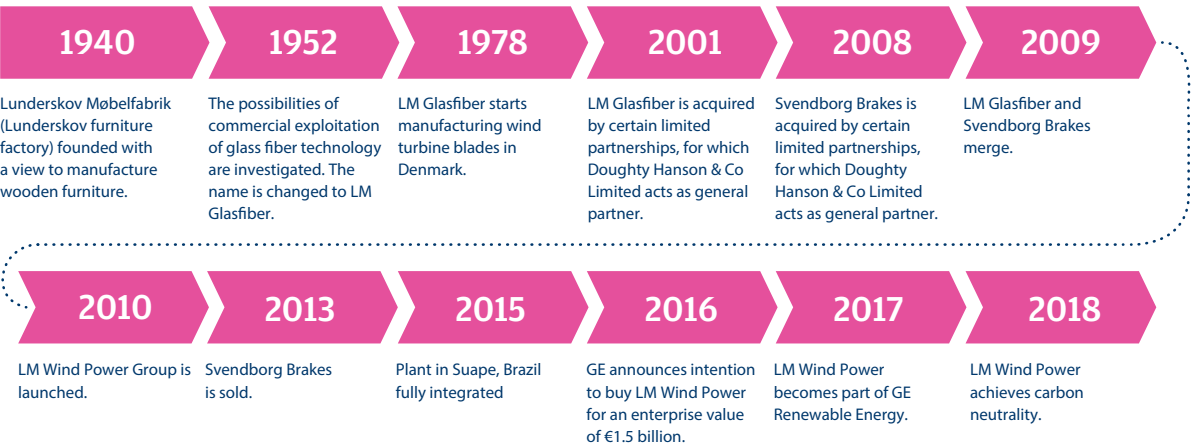 1940
Lunderskov Møbelfabrik
(Lunderskov furniture
factory) founded with
a view to manufacture
wooden furniture.
1952
The possibilities of
commercial exploitation
of glass fiber technology
are investigated. The
name is changed to LM
Glasfiber.
1978
LM Glasfiber starts
manufacturing wind
turbine blades in
Denmark.
2001
LM Glasfiber is acquired
by certain limited
partnerships, for which
Doughty Hanson & Co
Limited acts as general
partner.
2008
Svendborg Brakes is
acquired by certain
limited partnerships,
for which Doughty
Hanson & Co Limited
acts as general partner.
2009
LM Glasfiber and
Svendborg Brakes
merge.
2010
LM Wind Power Group is
launched.
2013
Svendborg Brakes
is sold.
2015
Plant in Suape, Brazil
fully integrated
2016
GE announces intention
to buy LM Wind Power
for an enterprise value
of €1.5 billion.
2017
LM Wind Power
becomes part of GE
Renewable Energy.
2018
LM Wind Power
achieves carbon
neutrality.